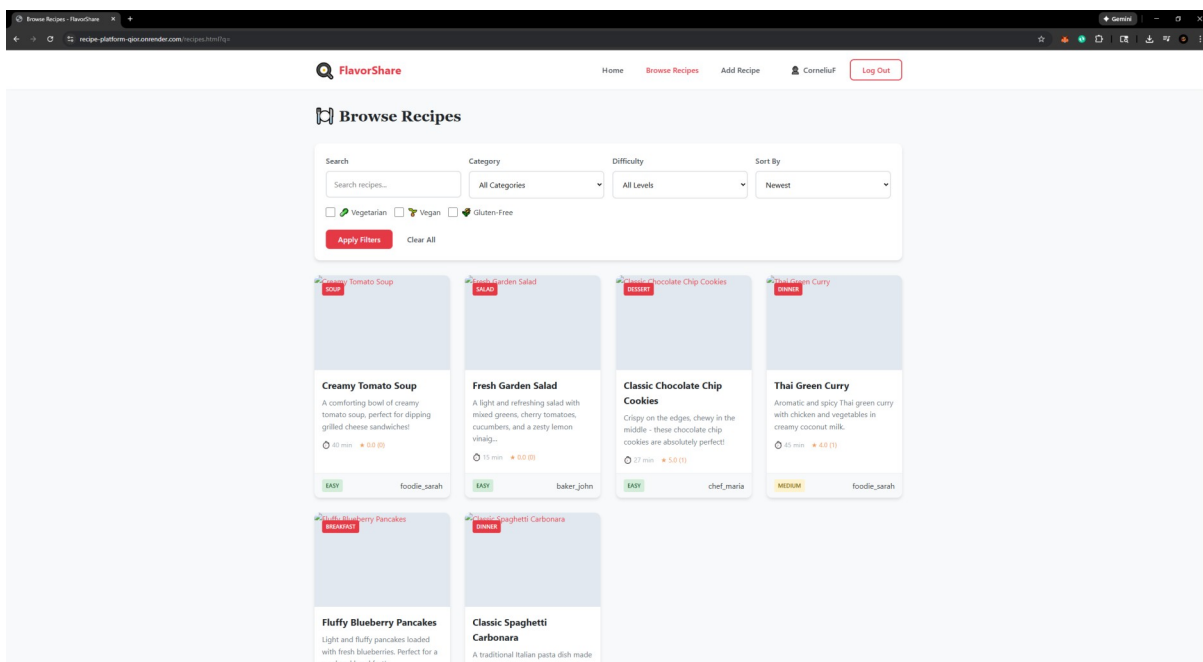 Browse Recipes - FlavorShare
Gemini
recipe-platform-qior.onrender.com/recipes.html?q=
FlavorShare
Home
Browse Recipes
Add Recipe
CorneliuF
Log Out
Browse Recipes
Search
Category
Difficulty
Sort By
Search recipes...
All Categories
All Levels
Newest
Vegetarian
Vegan
Gluten-Free
Apply Filters
Clear All
Creamy Tomato Soup
SOUP
Creamy Tomato Soup
A comforting bowl of creamy
tomato soup, perfect for dipping
grilled cheese sandwiches!
40 min ★ 0.0 (0)
EASY
foodie_sarah
Fresh Garden Salad
SALAD
Fresh Garden Salad
A light and refreshing salad with
mixed greens, cherry tomatoes,
cucumbers, and a zesty lemon
vinaig...
15 min ★ 0.0 (0)
EASY
baker_john
Classic Chocolate Chip Cookies
DESSERT
Classic Chocolate Chip
Cookies
Crispy on the edges, chewy in the
middle - these chocolate chip
cookies are absolutely perfect!
27 min ★ 5.0 (1)
EASY
chef_maria
Thai Green Curry
DINNER
Thai Green Curry
Aromatic and spicy Thai green curry
with chicken and vegetables in
creamy coconut milk.
45 min ★ 4.0 (1)
MEDIUM
foodie_sarah
Fluffy Blueberry Pancakes
BREAKFAST
Fluffy Blueberry Pancakes
Light and fluffy pancakes loaded
with fresh blueberries. Perfect for a
Classic Spaghetti Carbonara
DINNER
Classic Spaghetti
Carbonara
A traditional Italian pasta dish made